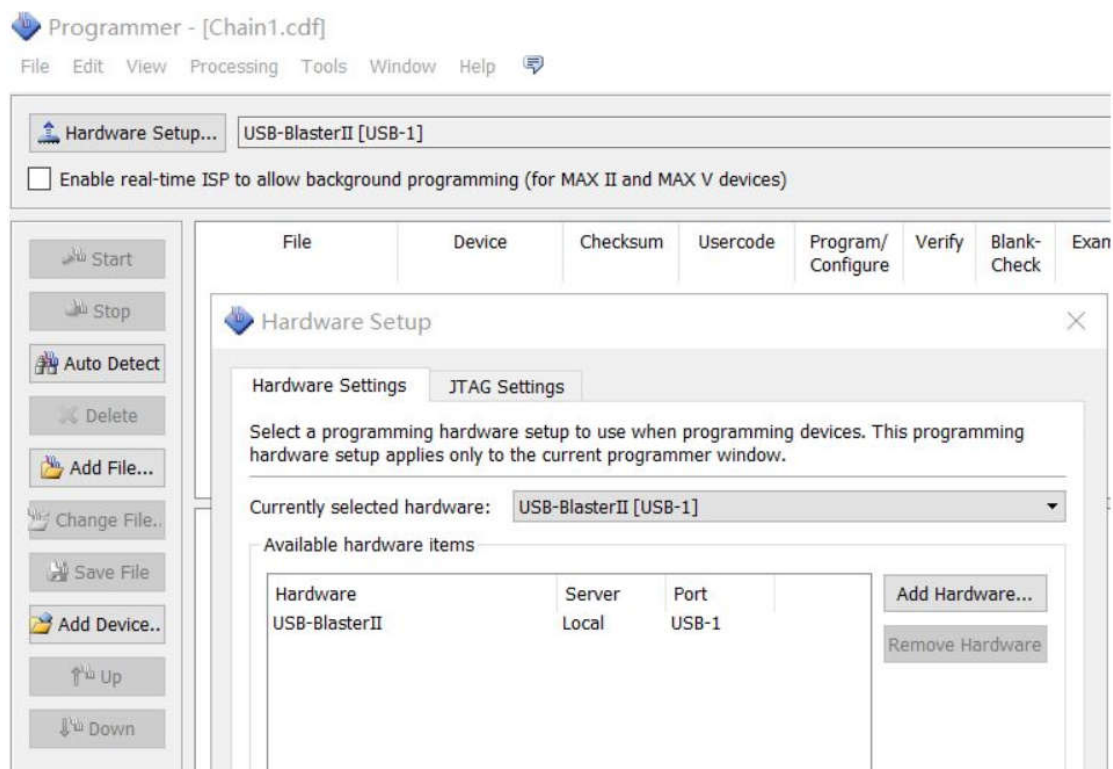 Programmer - [Chain1.cdf]
File Edit View Processing Tools Window Help
Hardware Setup... USB-BlasterII [USB-1]
Enable real-time ISP to allow background programming (for MAX II and MAX V devices)
File Device Checksum Usercode Program/ Verify Blank- Exam
Configure Check
Start
Stop
Auto Detect
Delete
Add File...
Change File..
Save File
Add Device..
Up
Down
Hardware Setup
Hardware Settings JTAG Settings
Select a programming hardware setup to use when programming devices. This programming
hardware setup applies only to the current programmer window.
Currently selected hardware: USB-BlasterII [USB-1]
Available hardware items
Hardware Server Port
USB-BlasterII Local USB-1
Add Hardware...
Remove Hardware